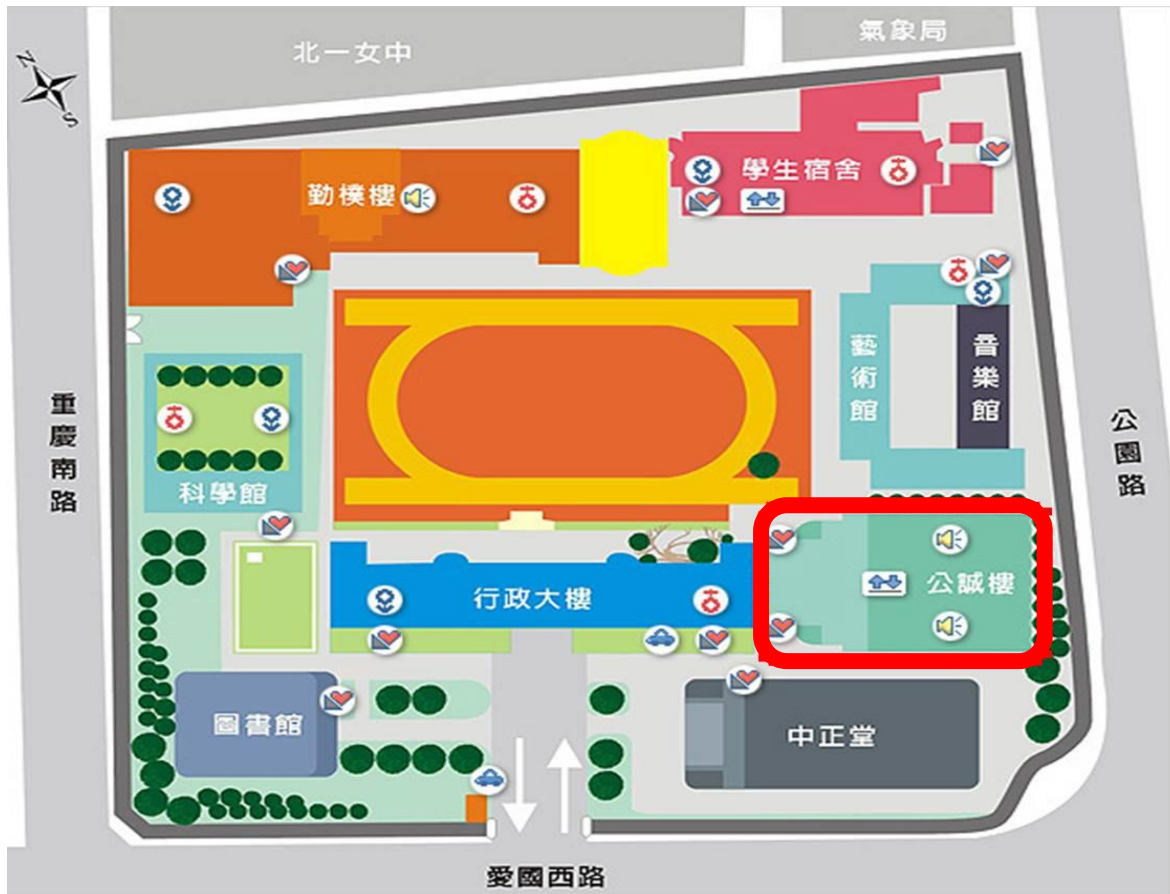 氣象局
北一女中
N
S
學生宿舍
勤樸樓
藝術館
音樂館
重慶南路
公園路
科學館
公誠樓
行政大樓
圖書館
中正堂
愛國西路